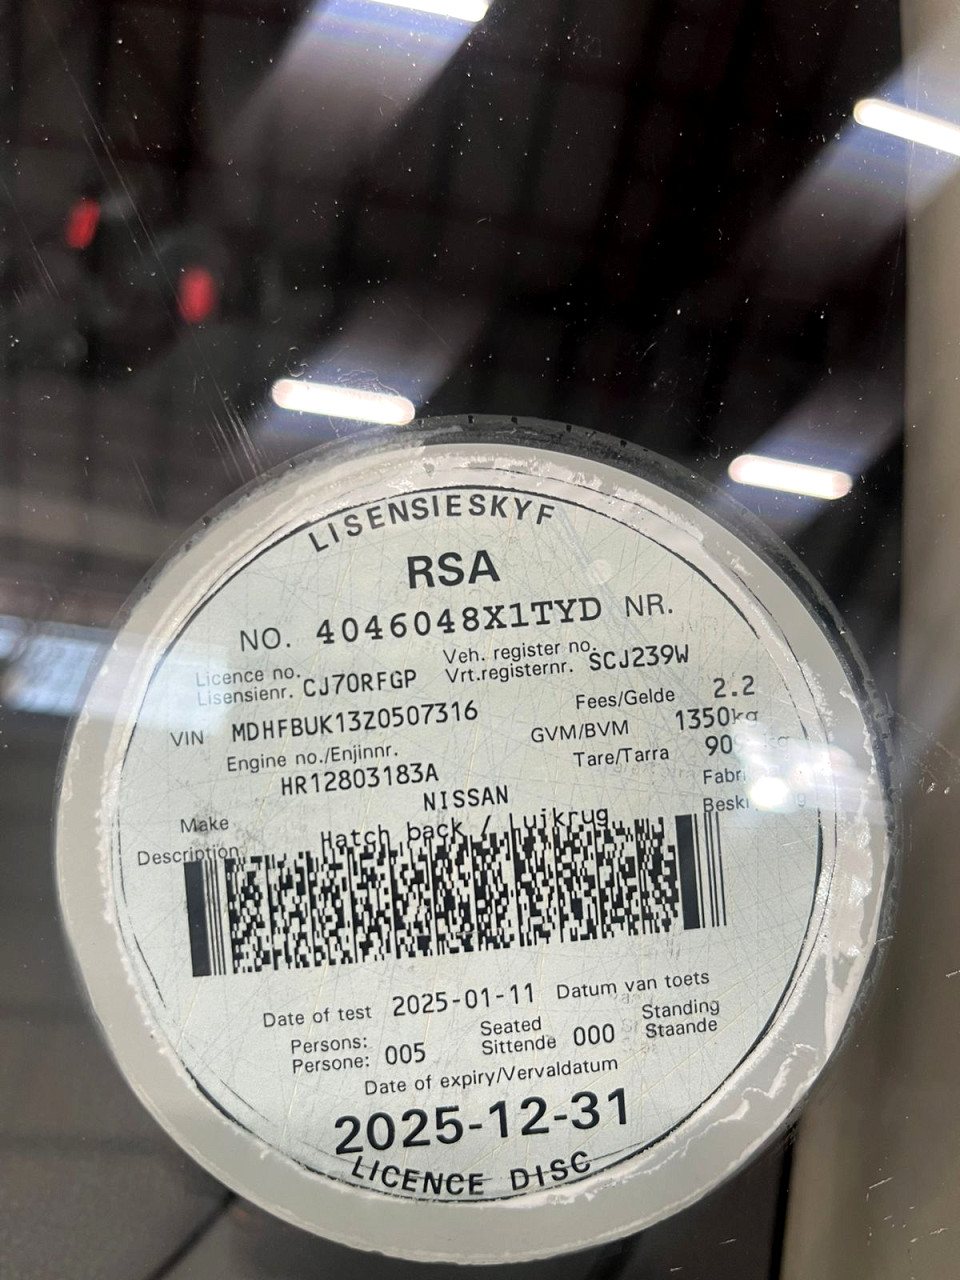 LISENSIESKYF
RSA
NO. 4046048X1TYD NR.
Licence no. Veh. register no.
Lisensienr. CJ70RFGP Vrt.registernr. SCJ239W
VIN MDHFBUK13Z0507316 Fees/Gelde 2.2
Engine no./Enjinnr. GVM/BVM 1350kg
HR12803183A Tare/Tarra
Make NISSAN
Description Hatch back / Luikrug
Date of test 2025-01-11 Datum van toets
Persons: Seated Standing
Persone: 005 Sittende 000 Staande
Date of expiry/Vervaldatum
2025-12-31
LICENCE DISC